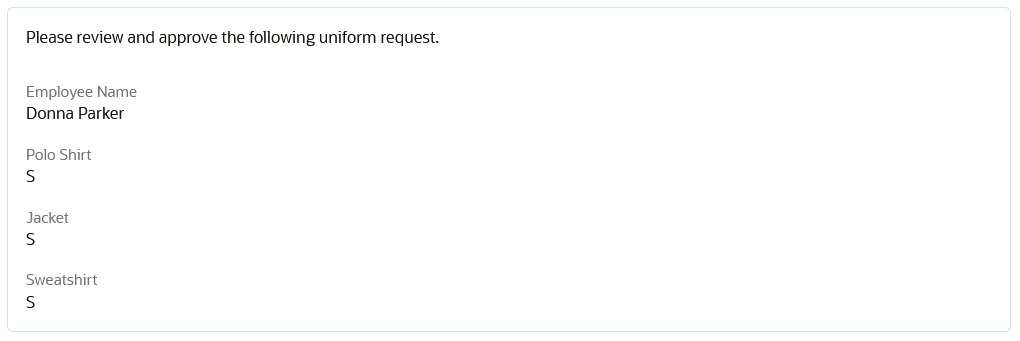 Please review and approve the following uniform request.
Employee Name
Donna Parker
Polo Shirt
S
Jacket
S
Sweatshirt
S